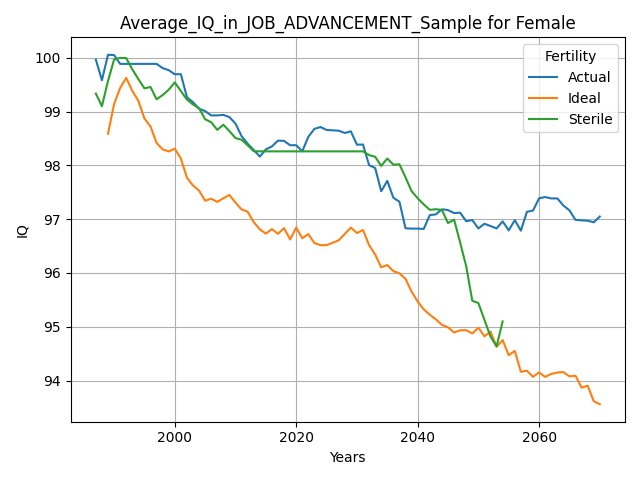 Average_IQ_in_JOB_ADVANCEMENT_Sample for Female
Fertility
Actual
Ideal
Sterile
IQ
100
99
98
97
96
95
94
2000 2020 2040 2060
Years